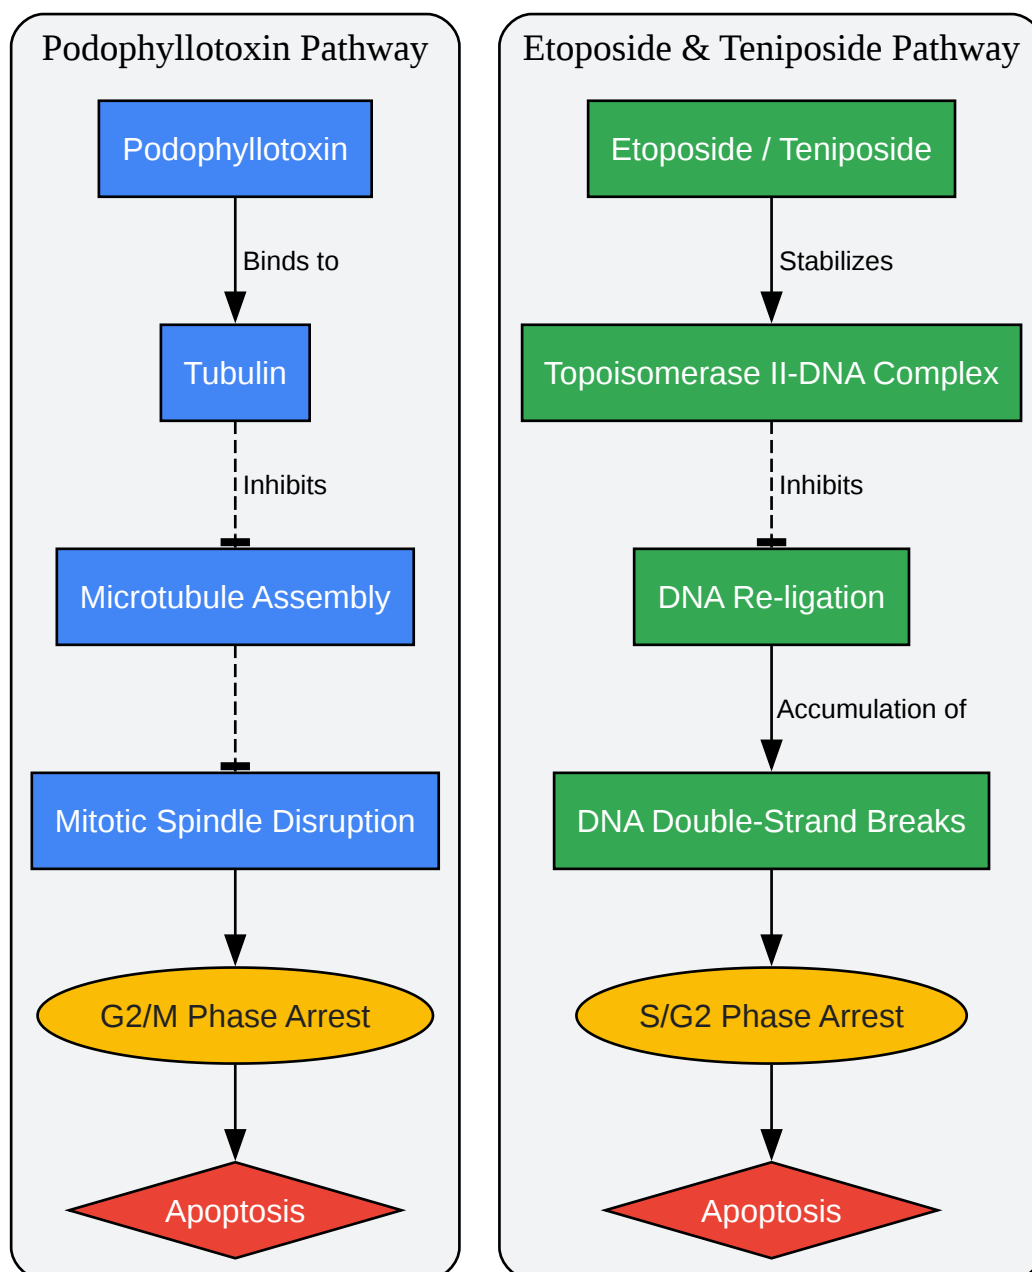 Podophyllotoxin Pathway
Podophyllotoxin
Binds to
Tubulin
Inhibits
Microtubule Assembly
Mitotic Spindle Disruption
G2/M Phase Arrest
Apoptosis
Etoposide & Teniposide Pathway
Etoposide / Teniposide
Stabilizes
Topoisomerase II-DNA Complex
Inhibits
DNA Re-ligation
Accumulation of
DNA Double-Strand Breaks
S/G2 Phase Arrest
Apoptosis